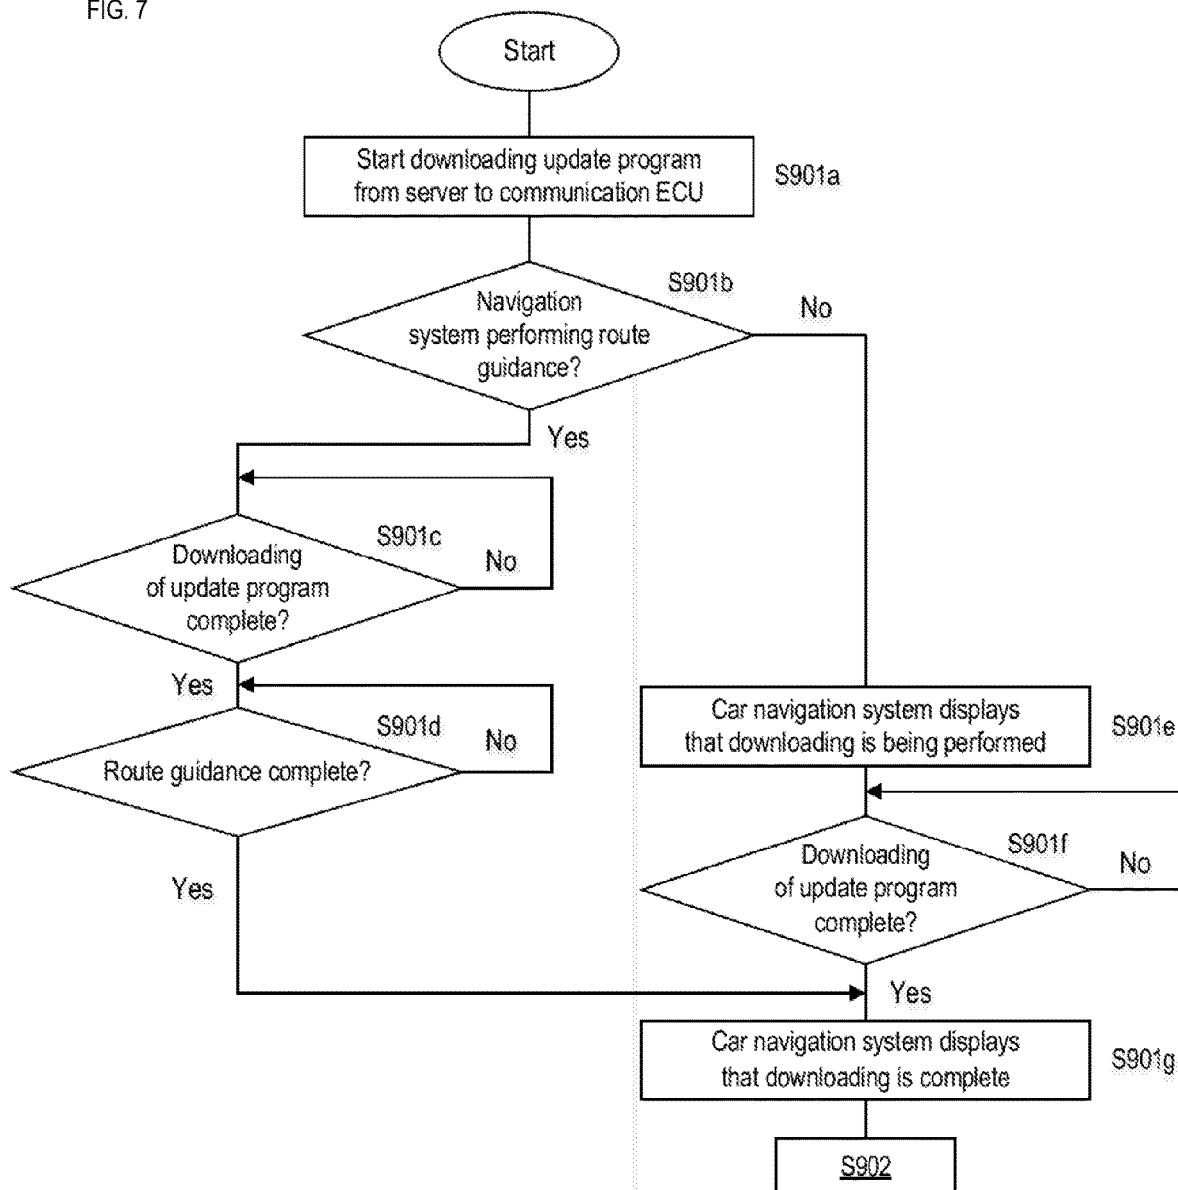 FIG. 7
Start
Start downloading update program
from server to communication ECU
S901a
S901b
Navigation
system performing route
guidance?
No
Yes
S901c
Downloading
of update program
complete?
No
Yes
S901d
Route guidance complete?
No
Yes
Car navigation system displays
that downloading is being performed
S901e
S901f
Downloading
of update program
complete?
No
Yes
Car navigation system displays
that downloading is complete
S901g
S902